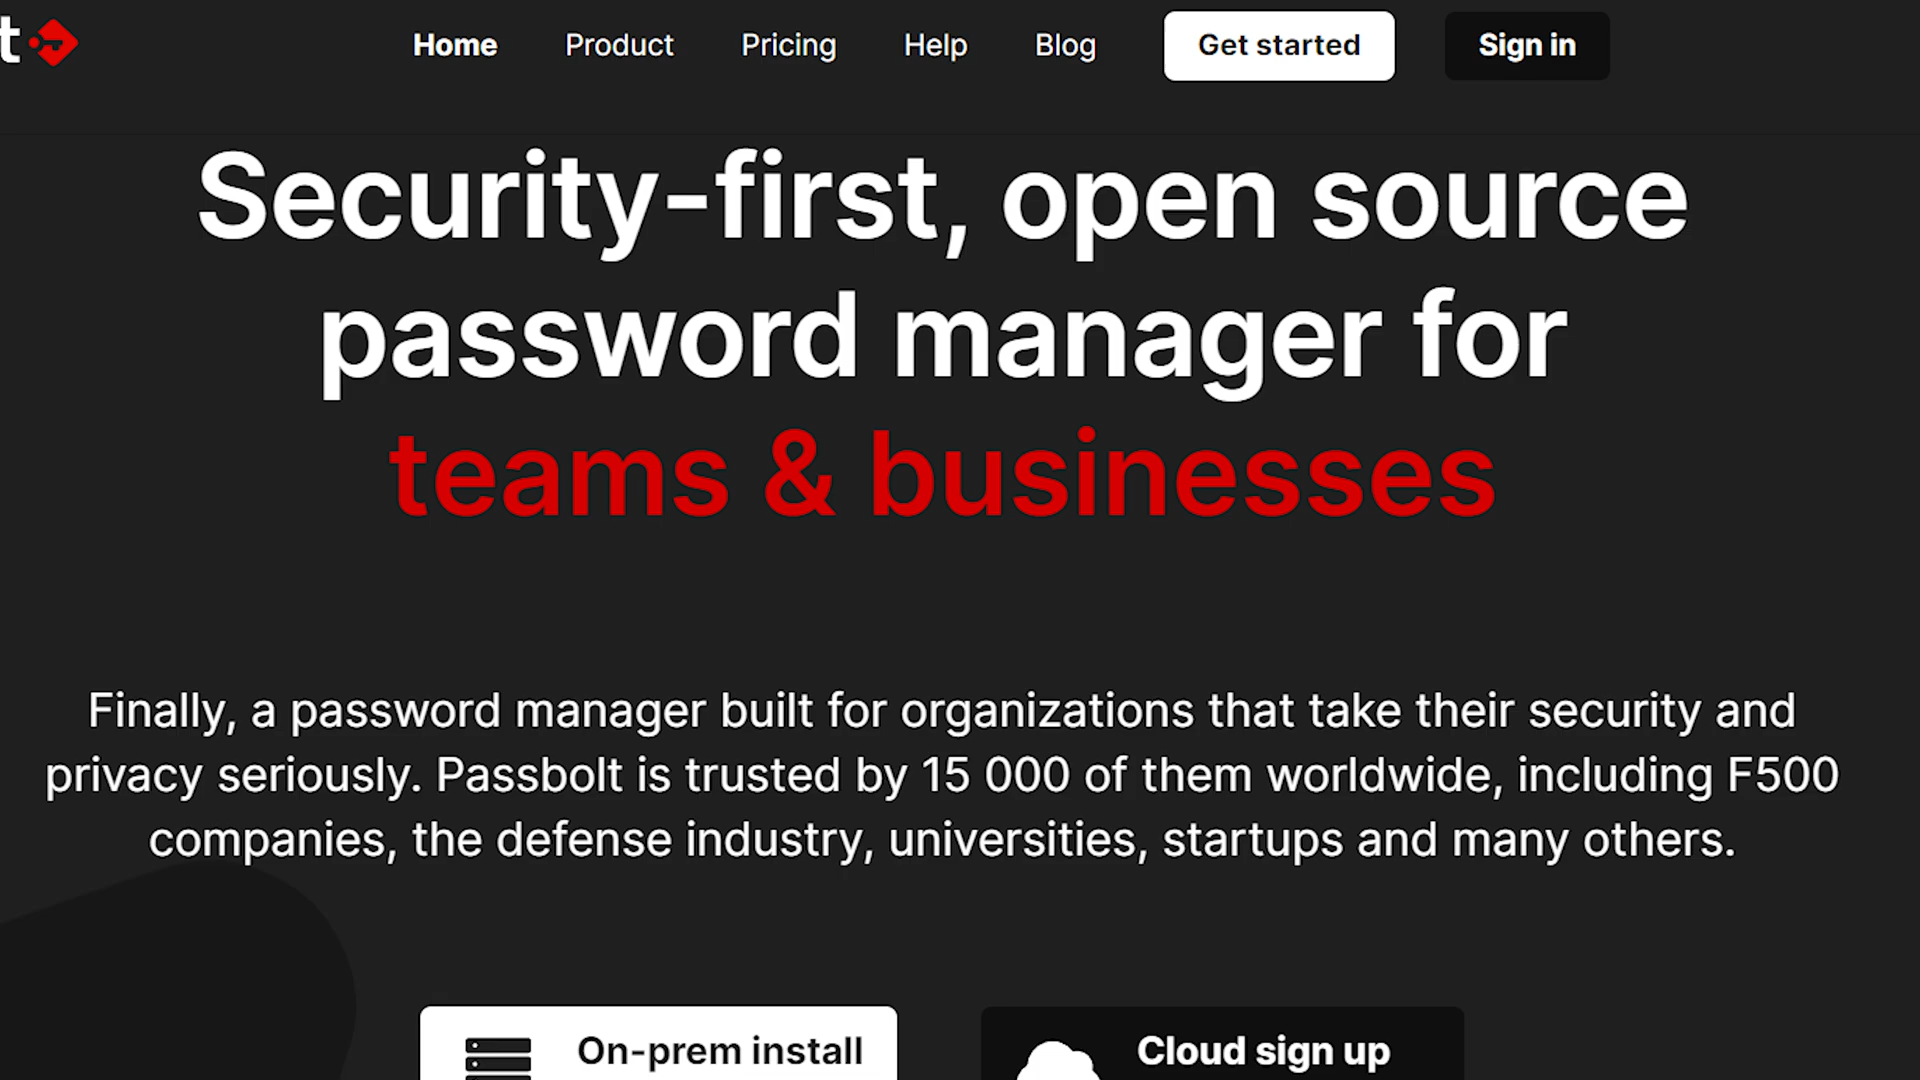 t
Home Product Pricing Help Blog Get started Sign in
Security-first, open source
password manager for
teams & businesses
Finally, a password manager built for organizations that take their security and
privacy seriously. Passbolt is trusted by 15 000 of them worldwide, including F500
companies, the defense industry, universities, startups and many others.
On-prem install Cloud sign up